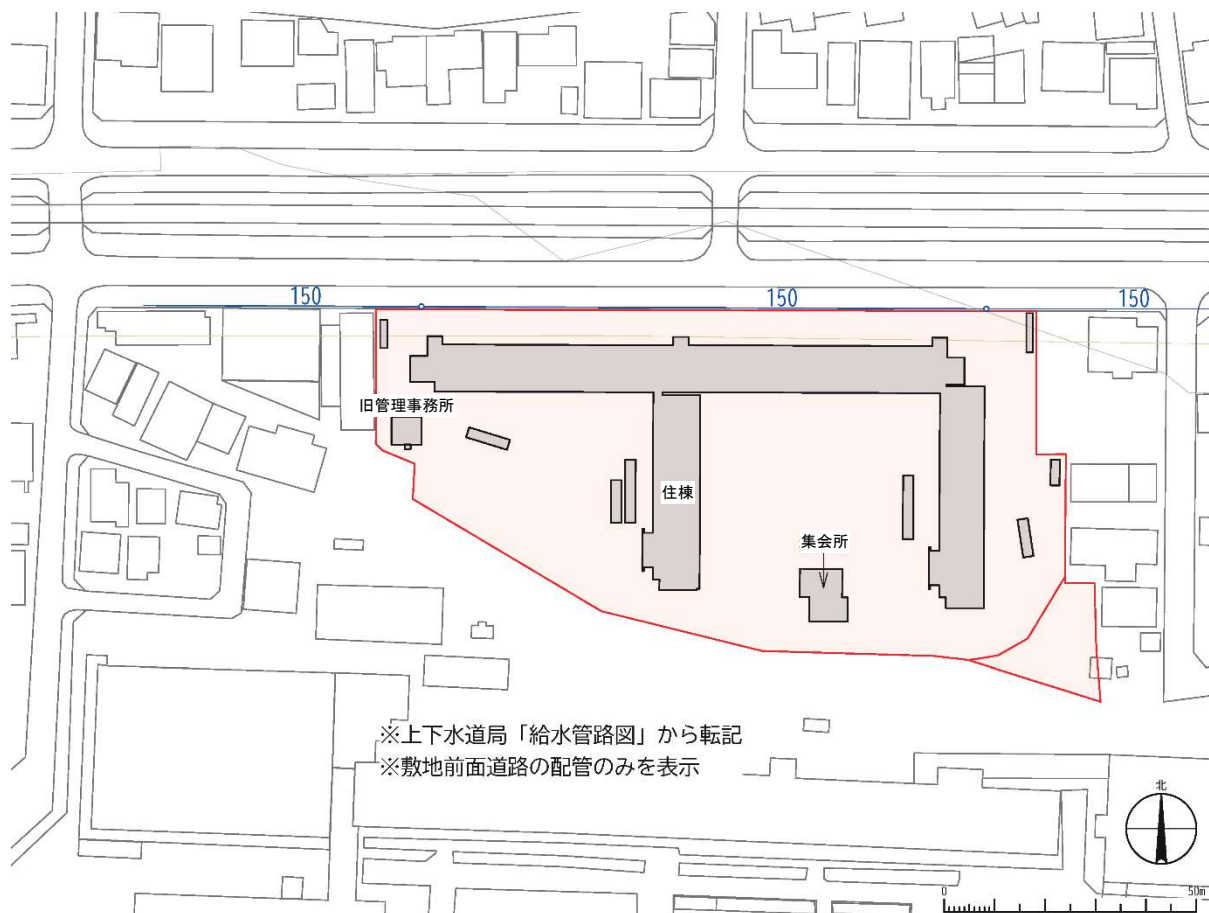 150
150
150
旧管理事務所
住棟
集会所
※上下水道局「給水管路図」から転記
※敷地前面道路の配管のみを表示
北
0
50m